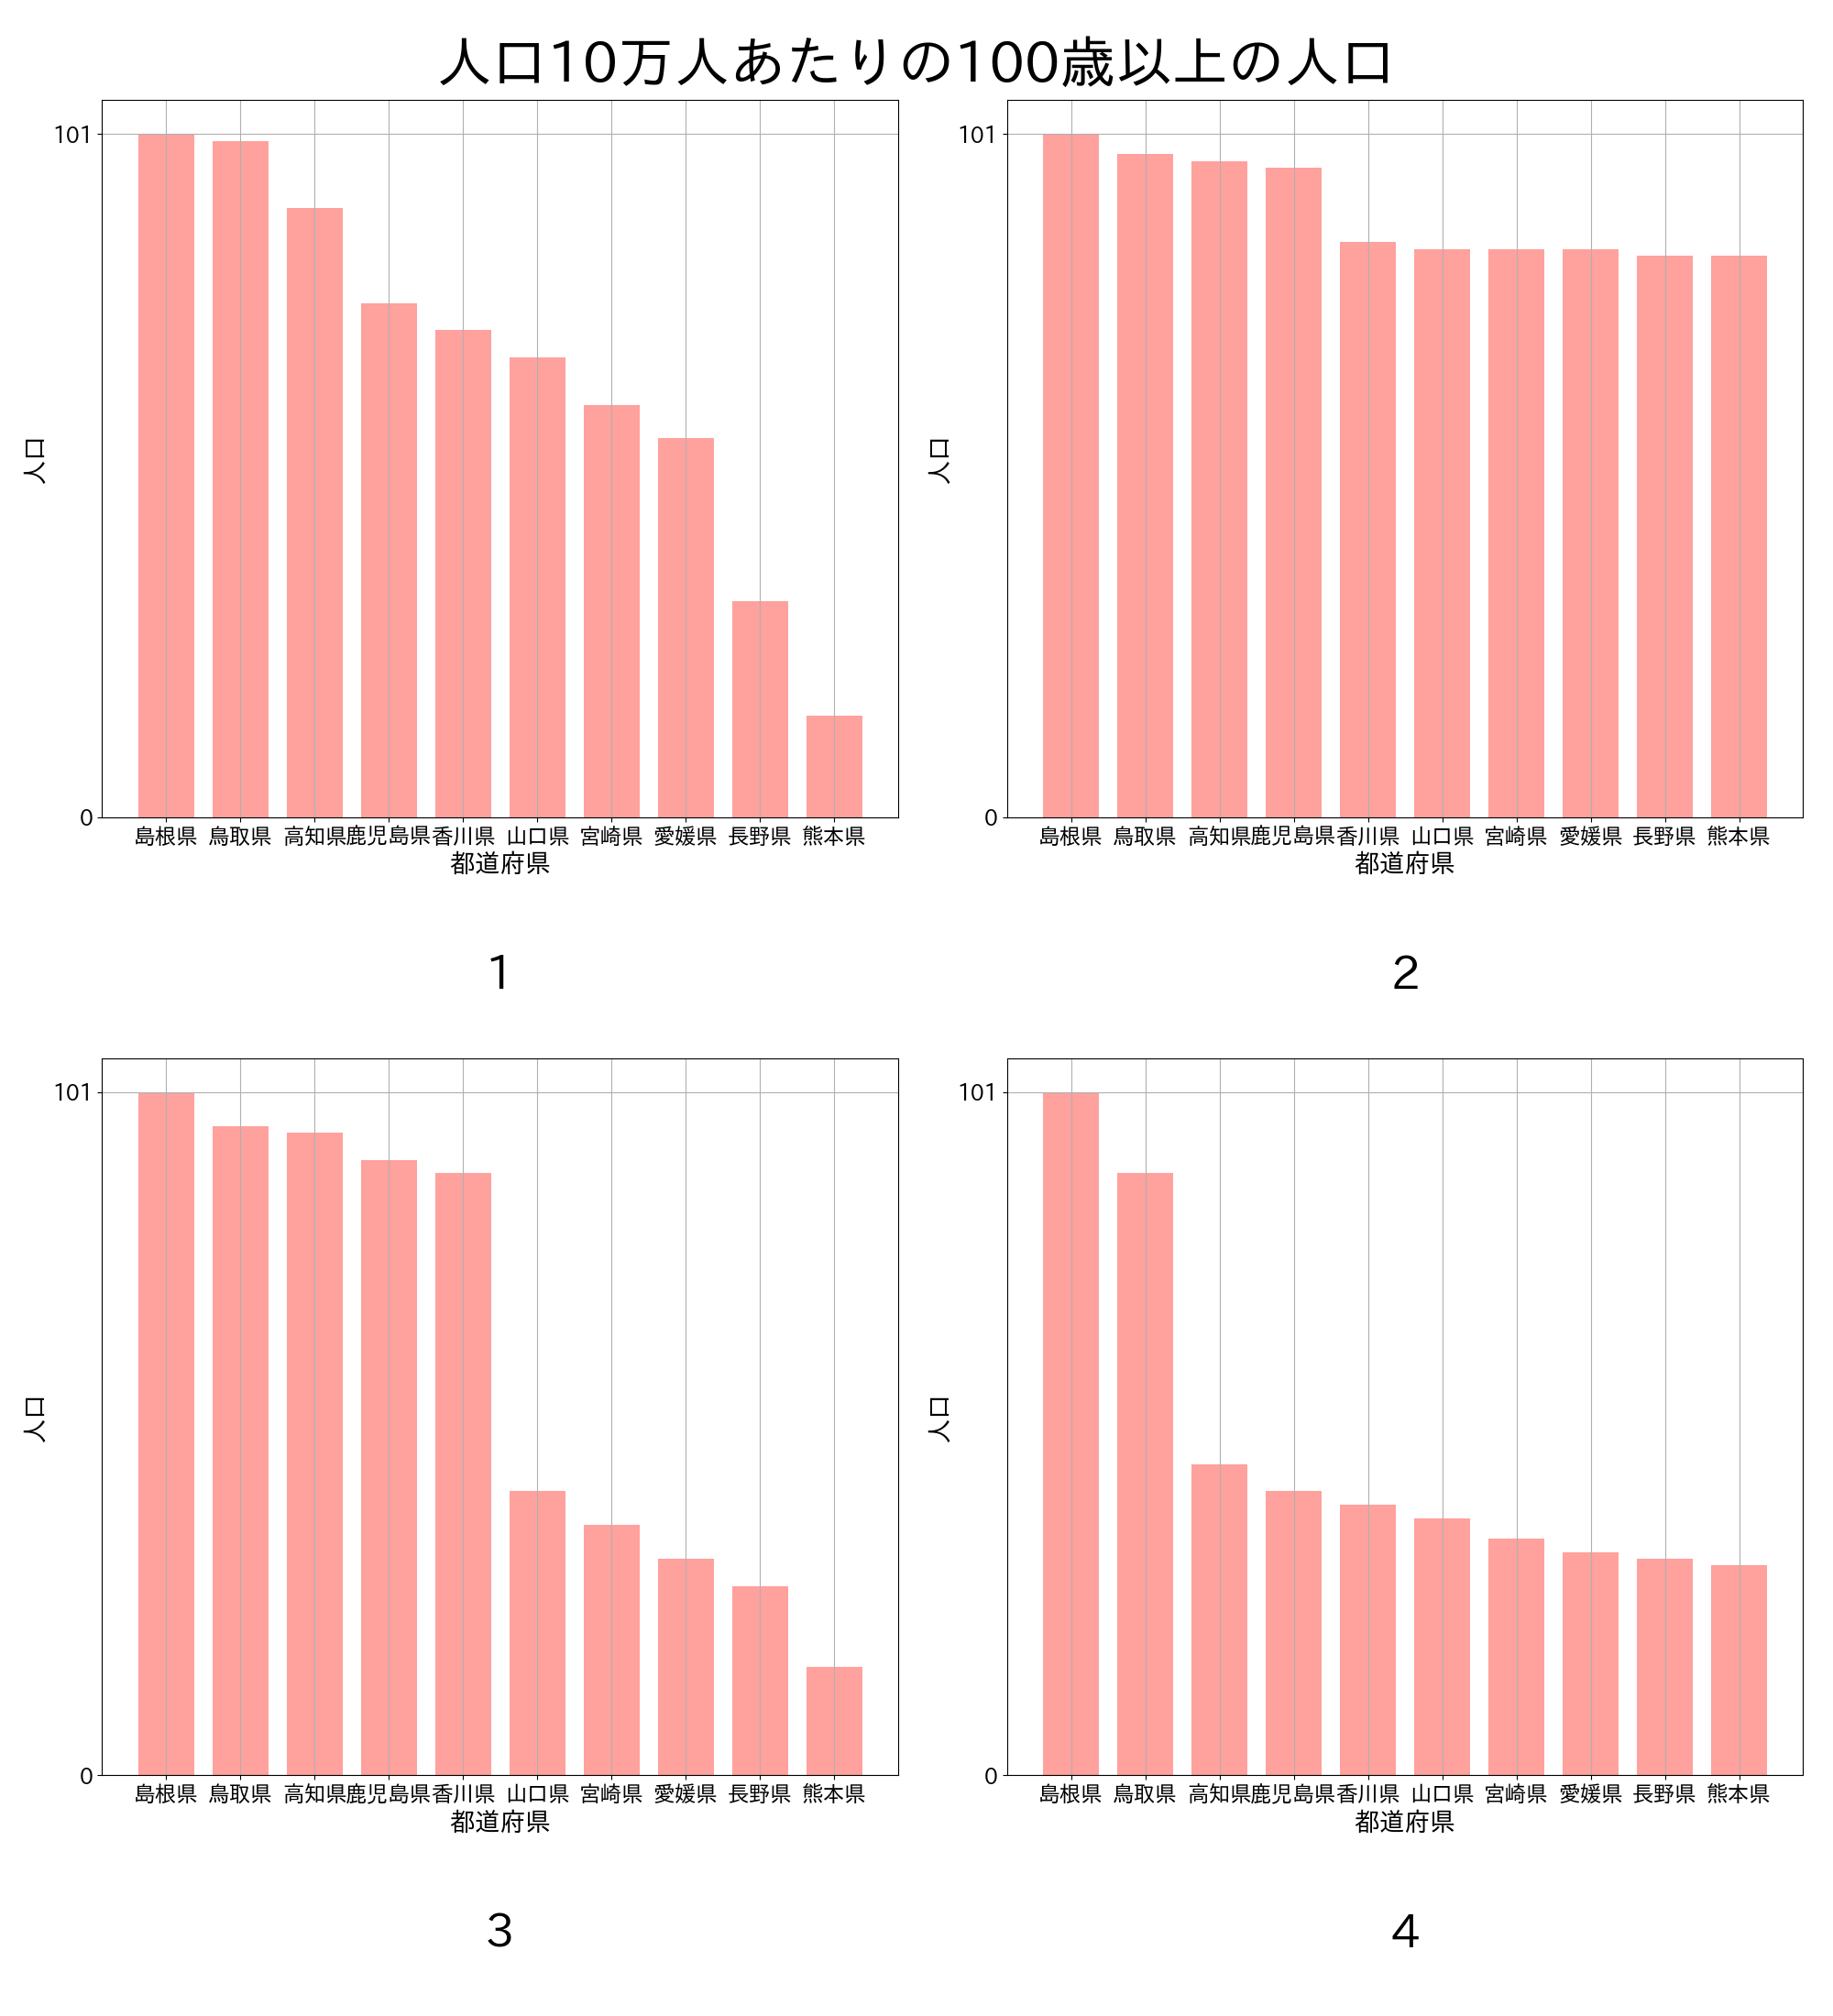 人口10万人あたりの100歳以上の人口
101
0
人口
島根県 鳥取県 高知県 鹿児島県 香川県 山口県 宮崎県 愛媛県 長野県 熊本県
都道府県
1
101
0
人口
島根県 鳥取県 高知県 鹿児島県 香川県 山口県 宮崎県 愛媛県 長野県 熊本県
都道府県
2
101
0
人口
島根県 鳥取県 高知県 鹿児島県 香川県 山口県 宮崎県 愛媛県 長野県 熊本県
都道府県
3
101
0
人口
島根県 鳥取県 高知県 鹿児島県 香川県 山口県 宮崎県 愛媛県 長野県 熊本県
都道府県
4